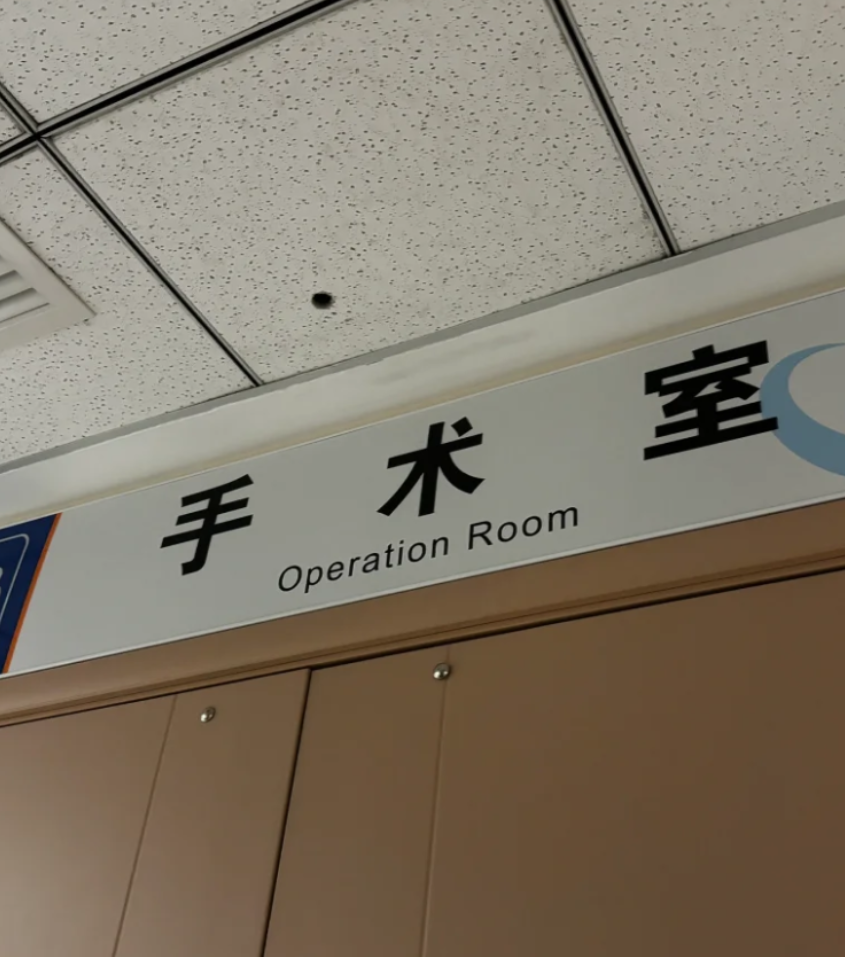 手术室
Operation Room